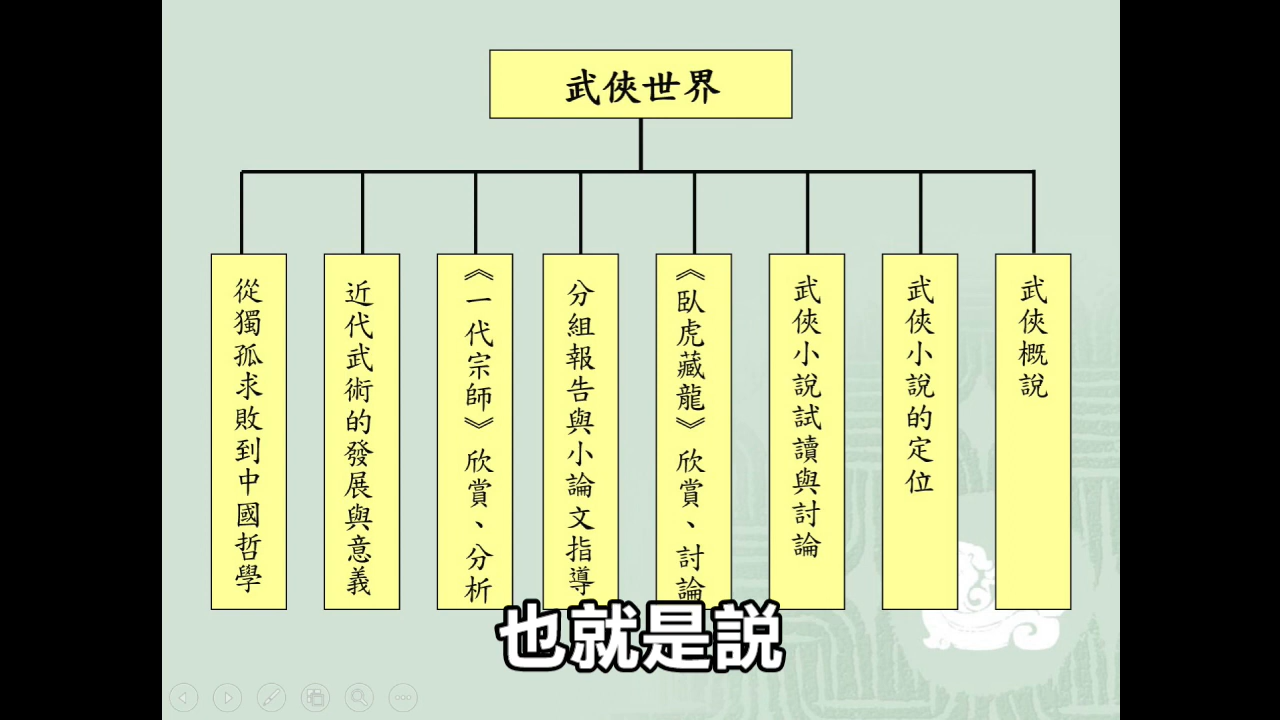 武俠世界
武俠概說
武俠小說的定位
武俠小說試讀與討論
《臥虎藏龍》欣賞、討論
分組報告與小論文指導
《一代宗師》欣賞、分析
近代武術的發展與意義
從獨孤求敗到中國哲學
也就是説